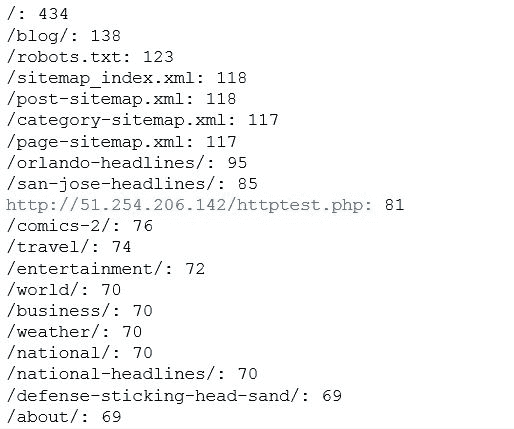 /: 434
/blog/: 138
/robots.txt: 123
/sitemap_index.xml: 118
/post-sitemap.xml: 118
/category-sitemap.xml: 117
/page-sitemap.xml: 117
/orlando-headlines/: 95
/san-jose-headlines/: 85
http://51.254.206.142/httptest.php: 81
/comics-2/: 76
/travel/: 74
/entertainment/: 72
/world/: 70
/business/: 70
/weather/: 70
/national/: 70
/national-headlines/: 70
/defense-sticking-head-sand/: 69
/about/: 69